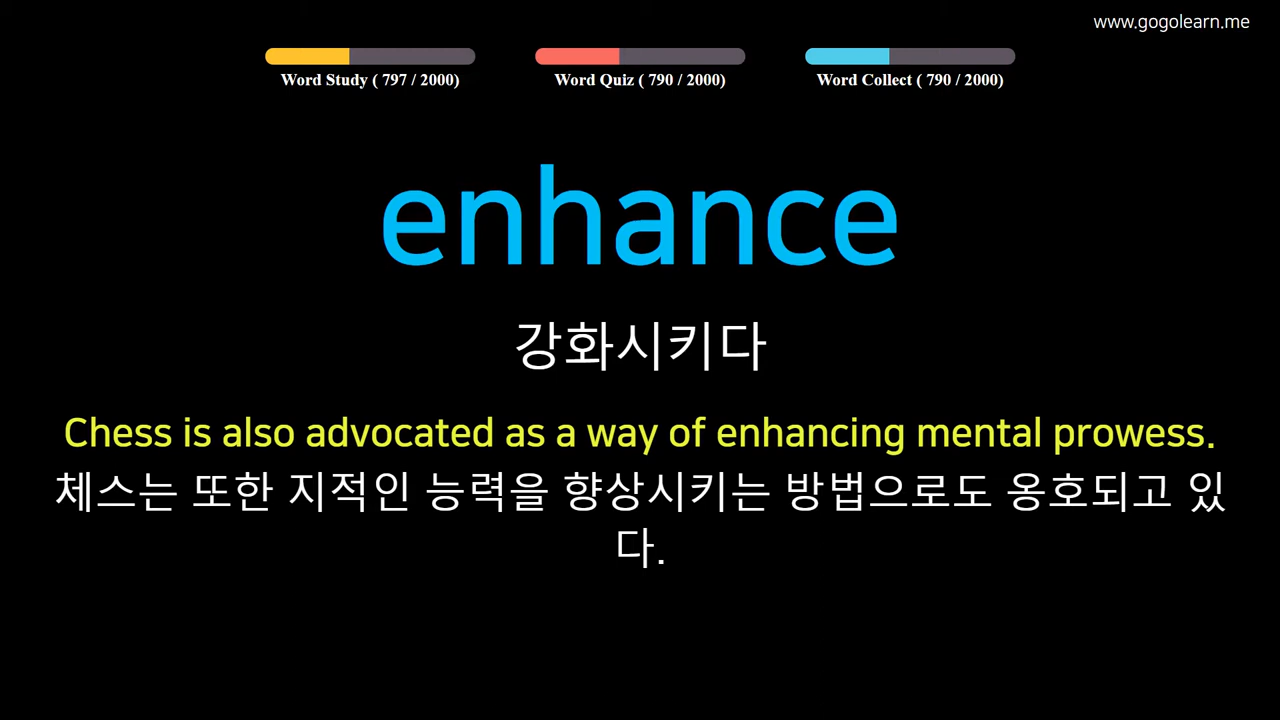 www.gogolearn.me
Word Study ( 797 / 2000)
Word Quiz ( 790 / 2000)
Word Collect ( 790 / 2000)
enhance
강화시키다
Chess is also advocated as a way of enhancing mental prowess.
체스는 또한 지적인 능력을 향상시키는 방법으로도 옹호되고 있
다.